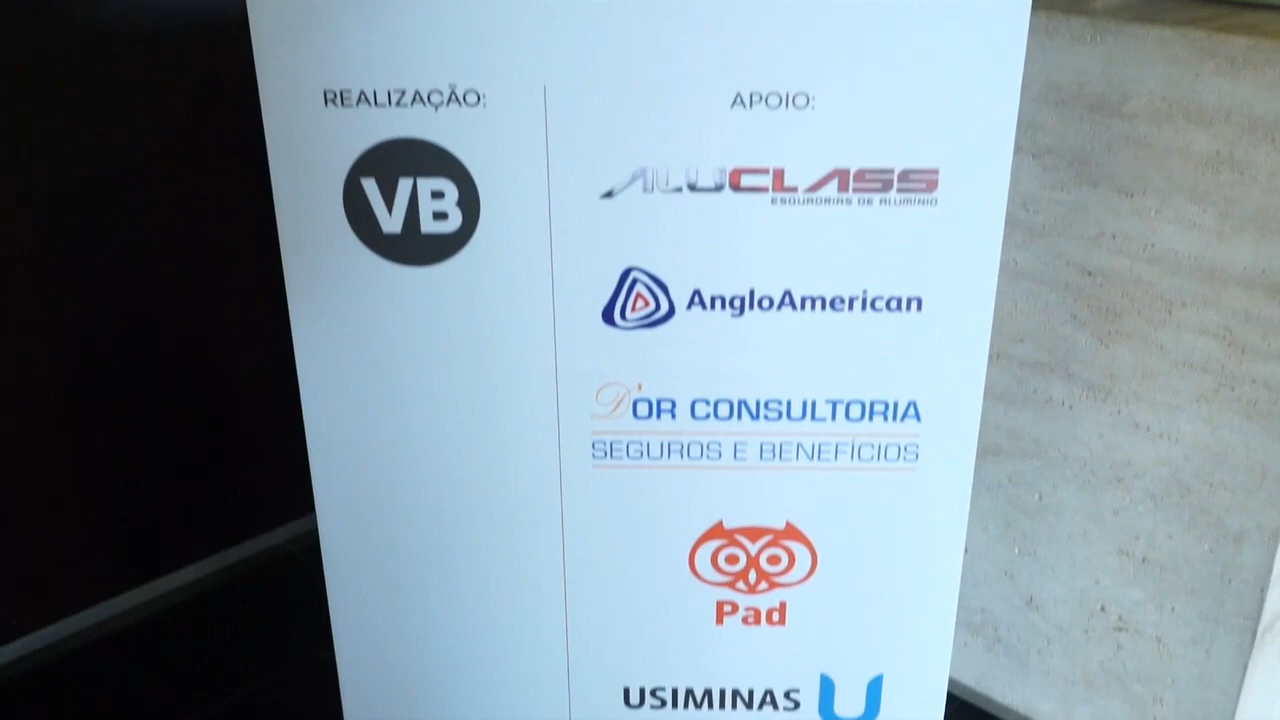 REALIZAÇÃO:
VB
APOIO:
ALUCLASS
ESQUADRIAS DE ALUMÍNIO
AngloAmerican
D'OR CONSULTORIA
SEGUROS E BENEFÍCIOS
Pad
USIMINAS